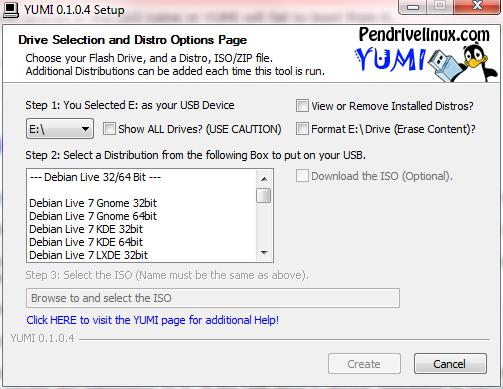 YUMI 0.1.0.4 Setup
Drive Selection and Distro Options Page
Choose your Flash Drive, and a Distro, ISO/ZIP file.
Additional Distributions can be added each time this tool is run.
Pendrivelinux.com
YUMI
Step 1: You Selected E: as your USB Device
View or Remove Installed Distros?
E:\
Show ALL Drives? (USE CAUTION)
Format E:\ Drive (Erase Content)?
Step 2: Select a Distribution from the following Box to put on your USB.
--- Debian Live 32/64 Bit ---
Download the ISO (Optional).
Debian Live 7 Gnome 32bit
Debian Live 7 Gnome 64bit
Debian Live 7 KDE 32bit
Debian Live 7 KDE 64bit
Debian Live 7 LXDE 32bit
Step 3: Select the ISO (Name must be the same as above).
Browse to and select the ISO
Click HERE to visit the YUMI page for additional Help!
YUMI 0.1.0.4
Create
Cancel